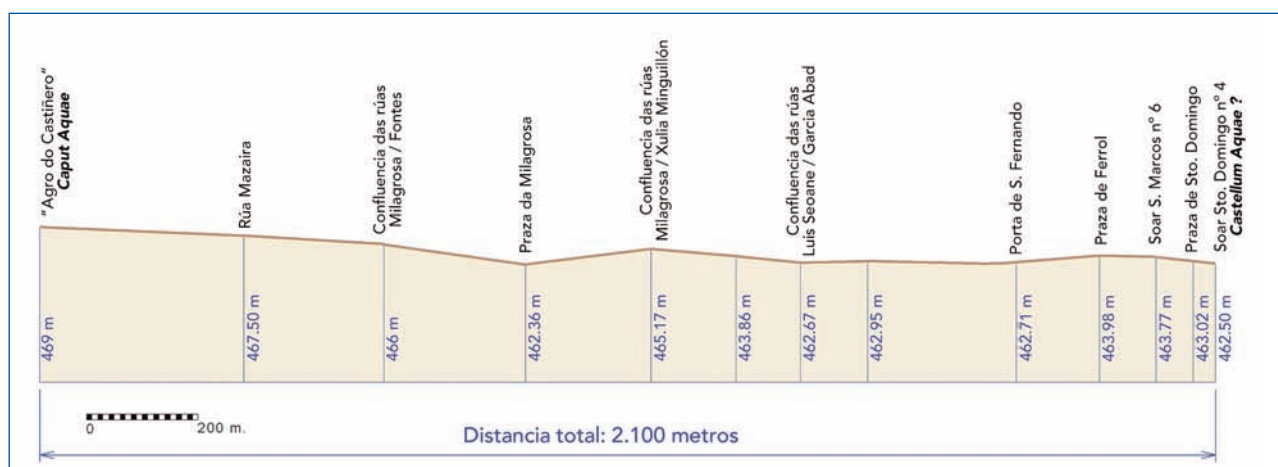 "Agro do Castiñero"
Caput Aquae
Rúa Mazaira
Confluencia das rúas
Milagrosa / Fontes
Praza da Milagrosa
Confluencia das rúas
Milagrosa / Xulia Minguillón
Confluencia das rúas
Luis Seoane / Garcia Abad
Porta de S. Fernando
Praza de Ferrol
Soar S. Marcos nº 6
Praza de Sto. Domingo
Soar Sto. Domingo nº 4
Castellum Aquae ?
469 m
467.50 m
466 m
462.36 m
465.17 m
463.86 m
462.67 m
462.95 m
462.71 m
463.98 m
463.77 m
463.02 m
462.50 m
0 200 m.
Distancia total: 2.100 metros